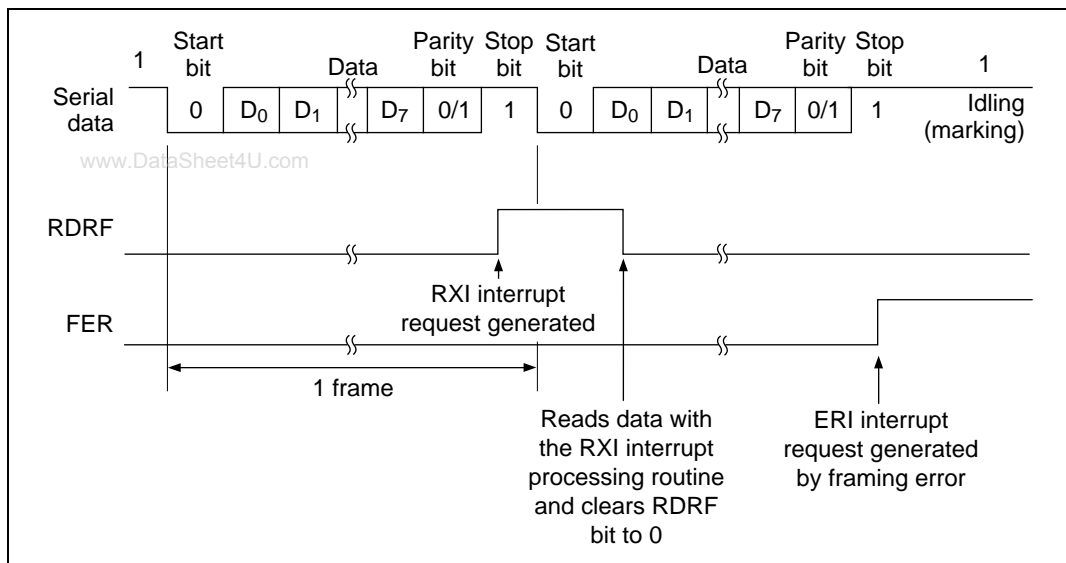 1
Start bit
Data
Parity bit
Stop bit
Start bit
Data
Parity bit
Stop bit
1
Serial data
0 D0 D1 D7 0/1 1 0 D0 D1 D7 0/1 1
Idling (marking)
www.DataSheet4U.com
RDRF
RXI interrupt
request generated
FER
1 frame
Reads data with
the RXI interrupt
processing routine
and clears RDRF
bit to 0
ERI interrupt
request generated
by framing error